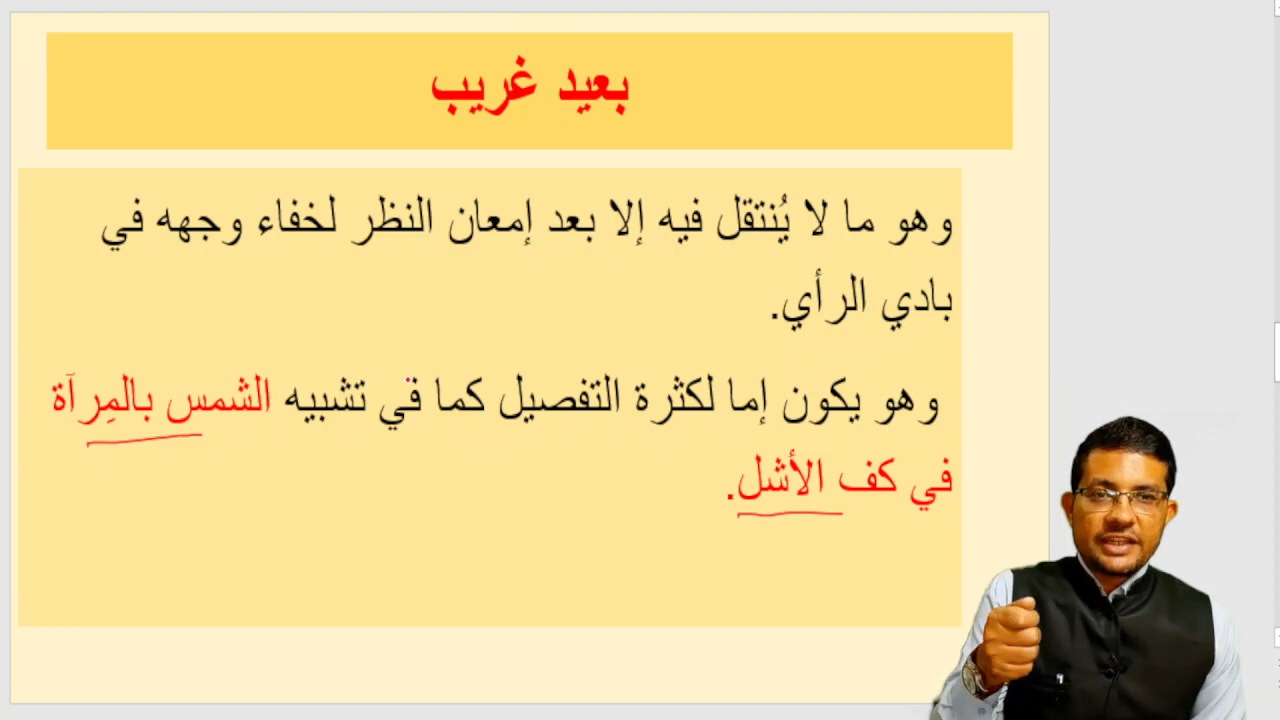 بعيد غريب
وهو ما لا يُنتقل فيه إلا بعد إمعان النظر لخفاء وجهه في
بادي الرأي.
وهو يكون إما لكثرة التفصيل كما في تشبيه الشمس بالمِرآة
في كف الأشل.